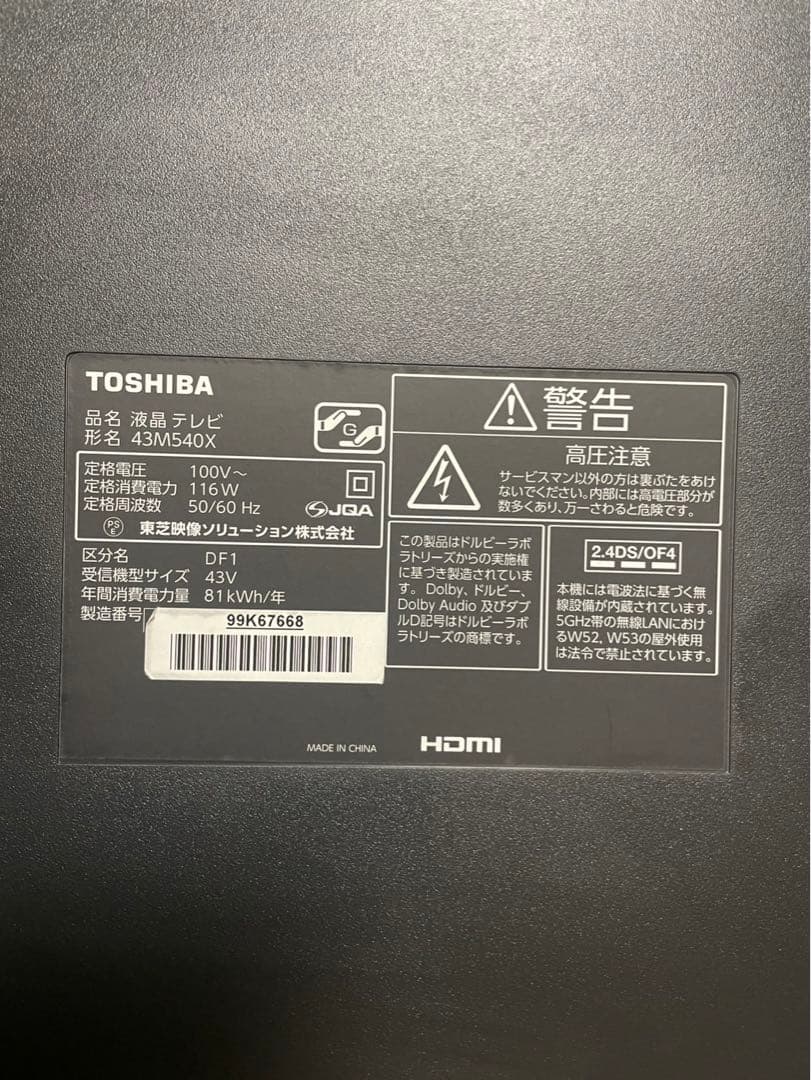 TOSHIBA
品名 液晶テレビ
形名 43M540X
G
定格電圧 100V～
定格消費電力 116W
定格周波数 50/60 Hz
JQA
PS
E
東芝映像ソリューション株式会社
区分名 DF1
受信機型サイズ 43V
年間消費電力量 81kWh/年
製造番号
99K67668
MADE IN CHINA
HDMI
警告
高圧注意
サービスマン以外の方は裏ぶたをあけ
ないでください。内部には高電圧部分が
数多くあり、万一さわると危険です。
この製品はドルビーラボ
ラトリーズからの実施権
に基づき製造されていま
す。Dolby、ドルビー、
Dolby Audio 及びダブ
ルD記号はドルビーラボ
ラトリーズの商標です。
2.4DS/OF4
本機には電波法に基づく無
線設備が内蔵されています。
5GHz帯の無線LANにおけ
るW52, W53の屋外使用
は法令で禁止されています。